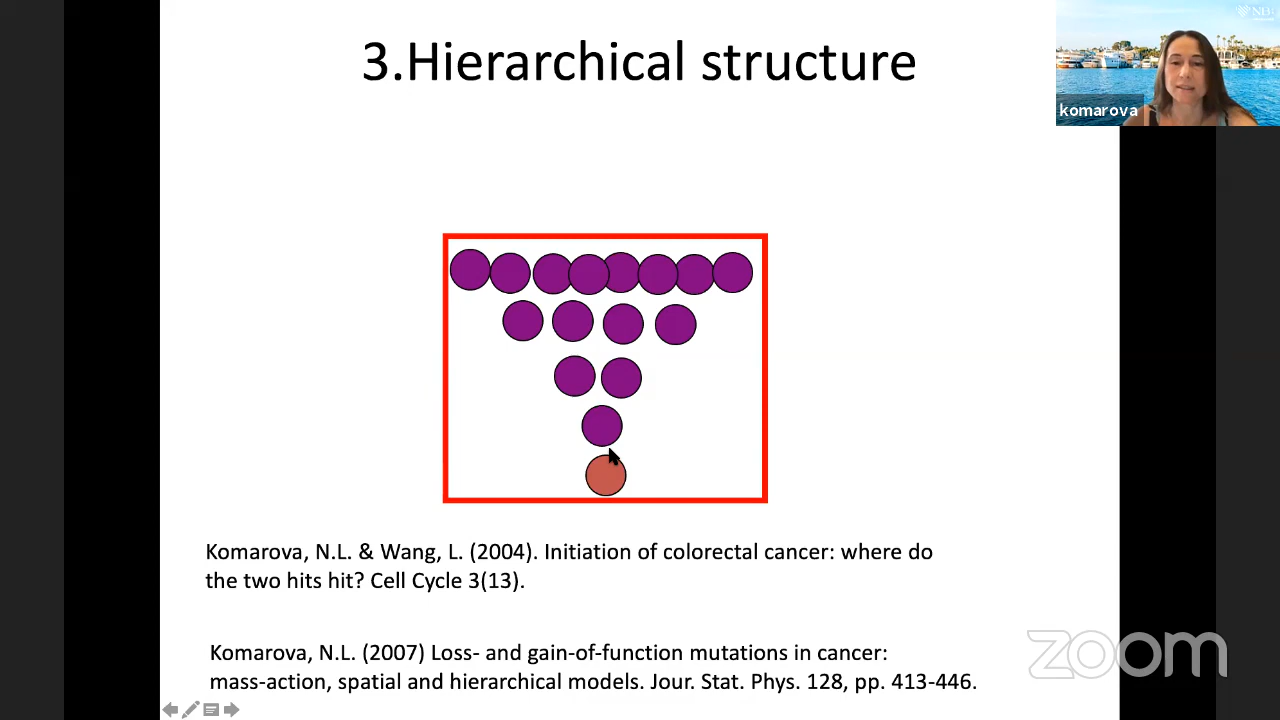 3.Hierarchical structure
komarova
Komarova, N.L. & Wang, L. (2004). Initiation of colorectal cancer: where do
the two hits hit? Cell Cycle 3(13).
Komarova, N.L. (2007) Loss- and gain-of-function mutations in cancer:
mass-action, spatial and hierarchical models. Jour. Stat. Phys. 128, pp. 413-446.
zoom